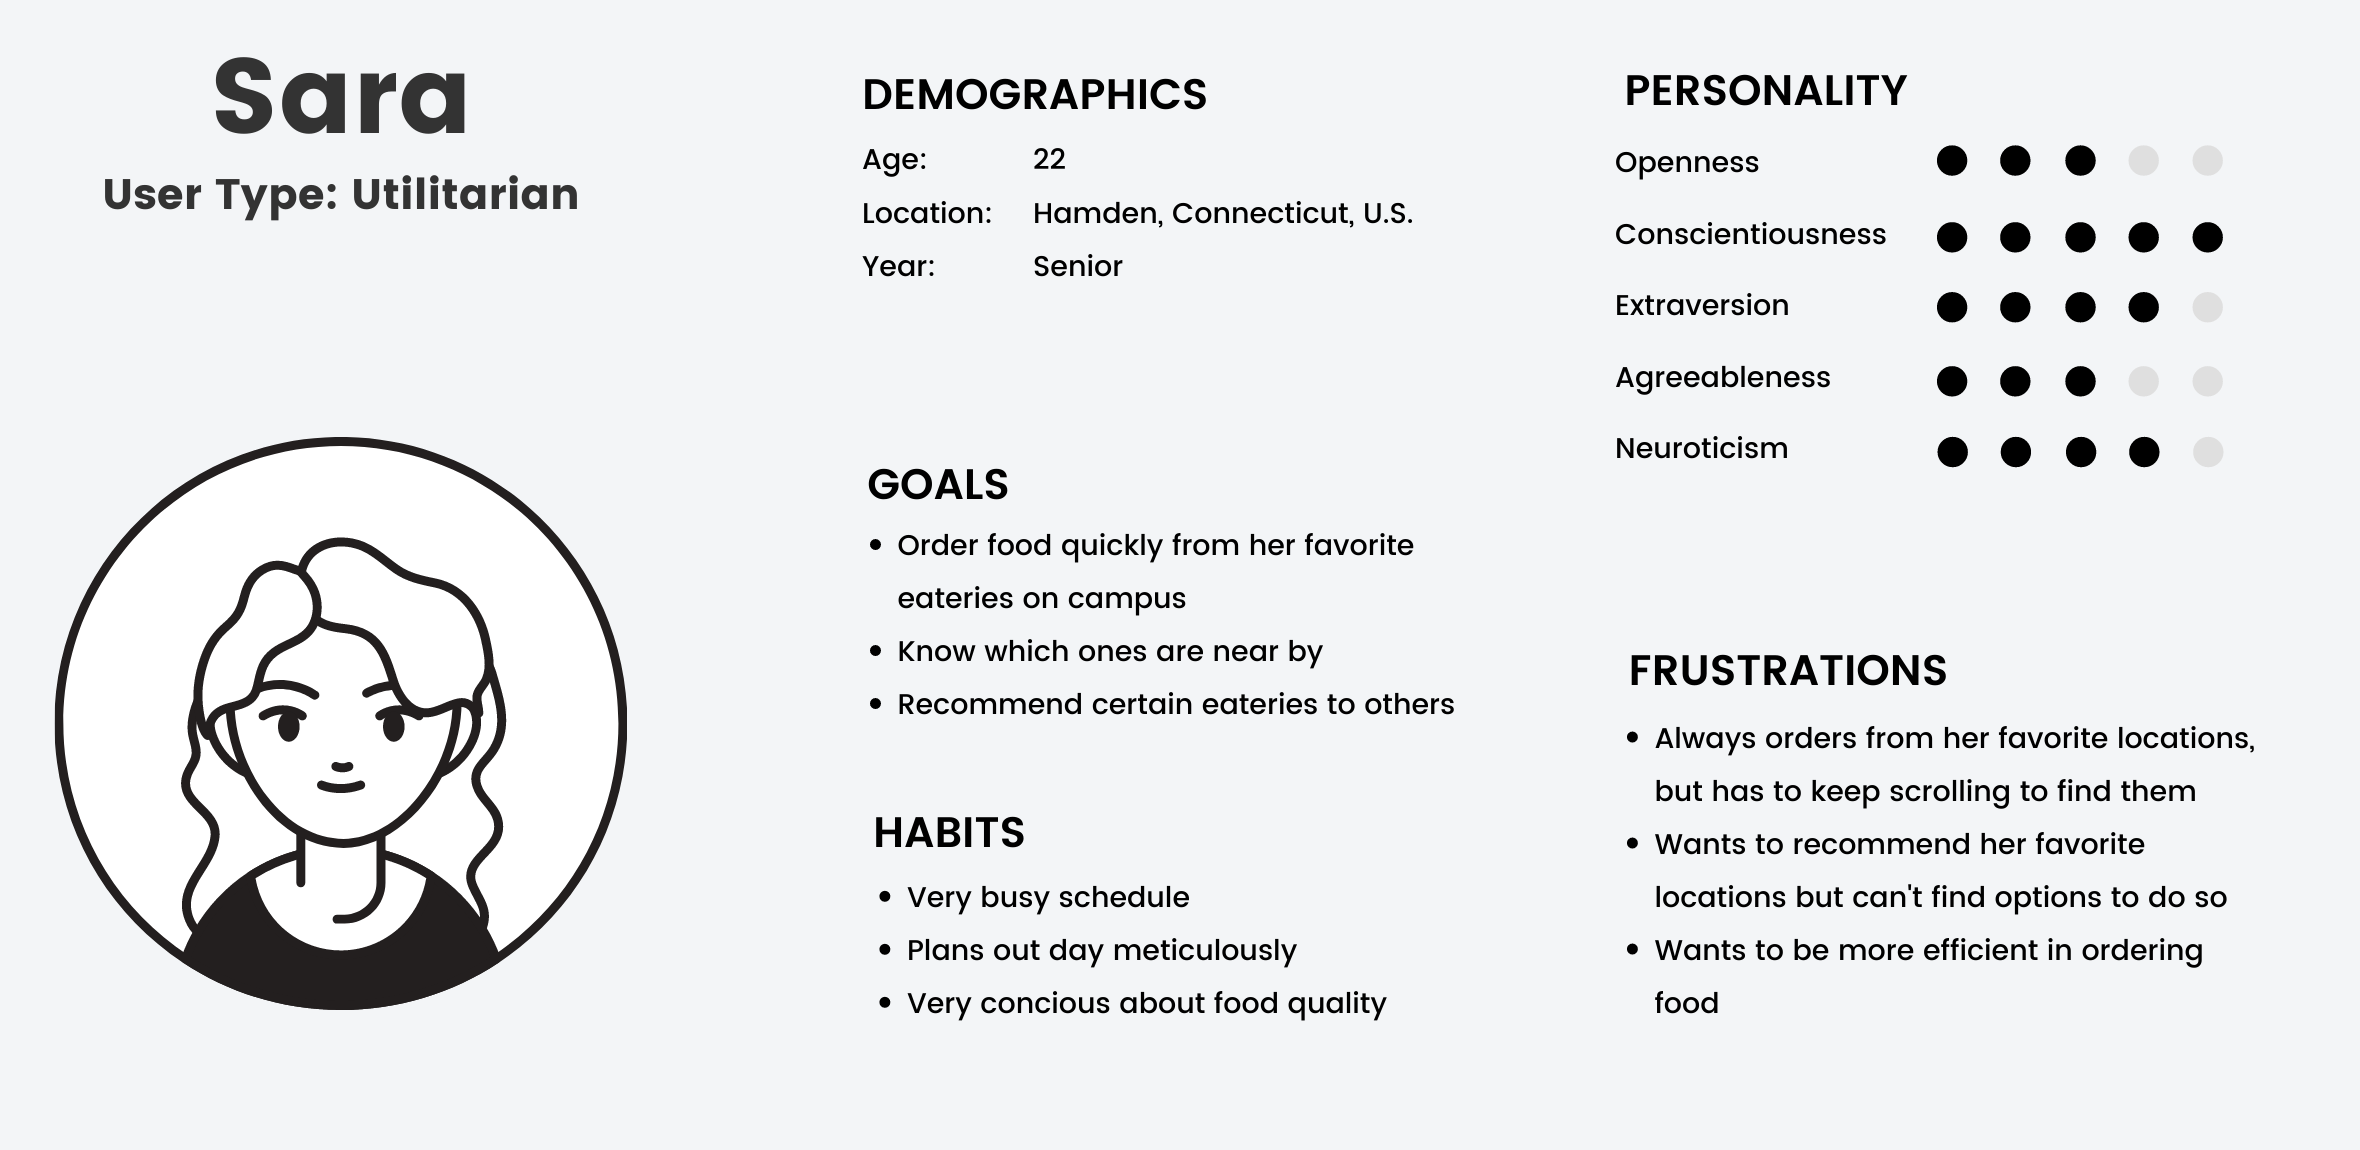 Sara
User Type: Utilitarian
DEMOGRAPHICS
Age: 22
Location: Hamden, Connecticut, U.S.
Year: Senior
GOALS
• Order food quickly from her favorite
eateries on campus
• Know which ones are near by
• Recommend certain eateries to others
HABITS
• Very busy schedule
• Plans out day meticulously
• Very concious about food quality
PERSONALITY
Openness
Conscientiousness
Extraversion
Agreeableness
Neuroticism
FRUSTRATIONS
• Always orders from her favorite locations,
but has to keep scrolling to find them
• Wants to recommend her favorite
locations but can't find options to do so
• Wants to be more efficient in ordering
food